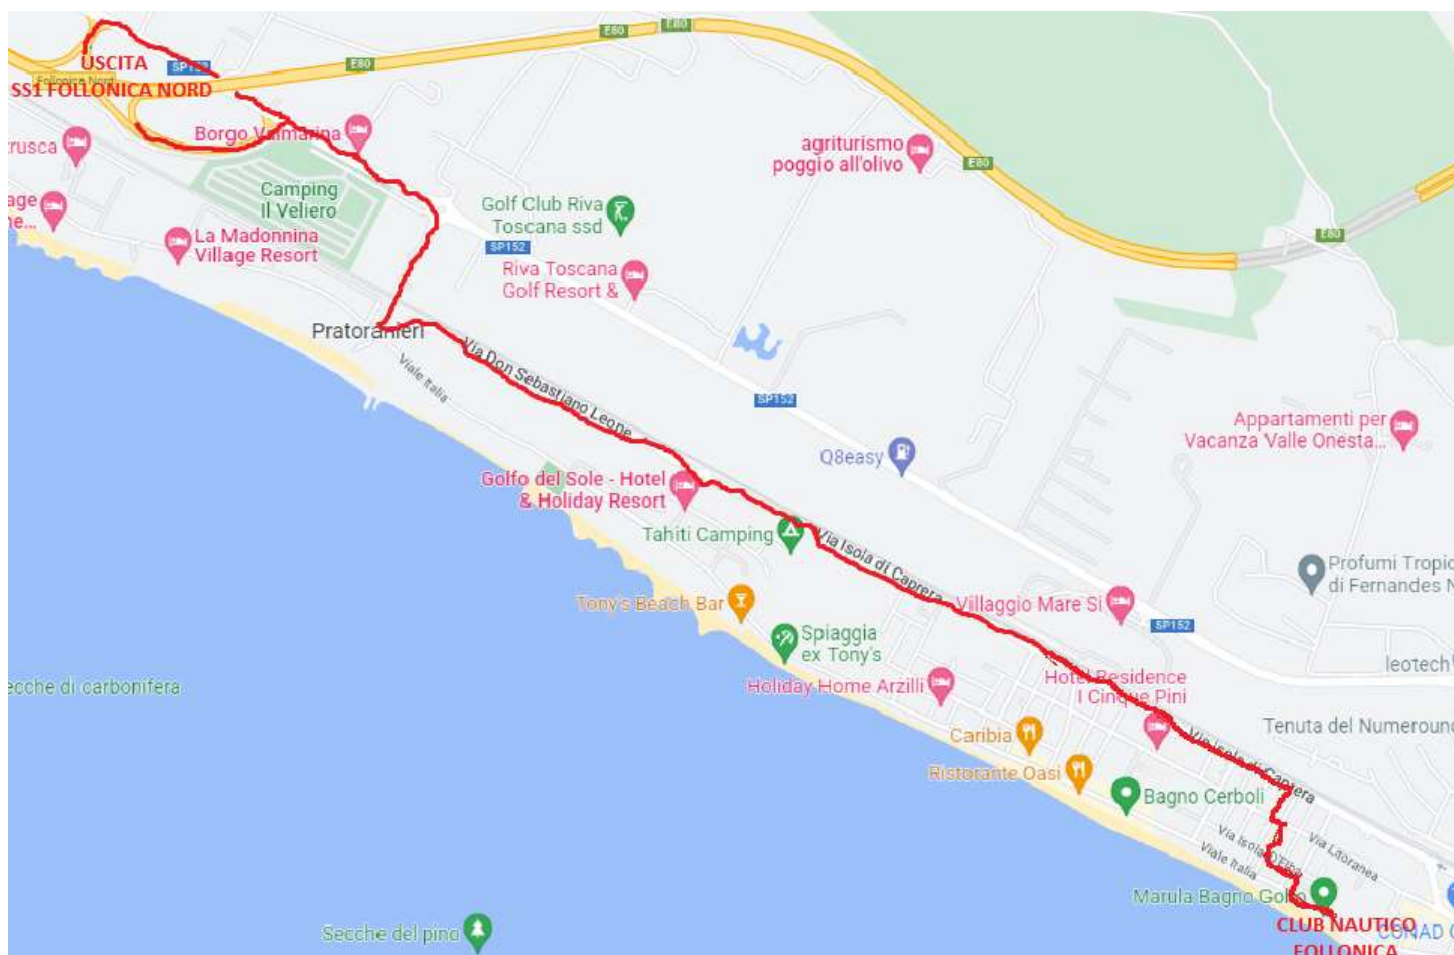 E80
E80
USCITA
SP152
E80
Follonica Nord
SS1 FOLLONICA NORD
Borgo Valmarina
rusca
agriturismo
poggio all'olivo
E80
Camping
Il Veliero
age
ne...
Golf Club Riva
Toscana ssd
La Madonnina
Village Resort
SP152
E80
Riva Toscana
Golf Resort &
Pratoranieri
Via Don Sebastiano Leone
Viale Italia
SP152
Appartamenti per
Vacanza Valle Onesta...
Q8easy
Golfo del Sole - Hotel
& Holiday Resort
Tahiti Camping
Via Isola di Caprera
Profumi Tropic
di Fernandes N
Tony's Beach Bar
Villaggio Mare Si
SP152
Spiaggia
ex Tony's
leotech
Hotel Residence
I Cinque Pini
ecche di carbonifera
Holiday Home Arzilli
Tenuta del Numeroun
Caribia
Via Isola di Caprera
Ristorante Oasi
Bagno Cerboli
Via Isola D'Elba
Via Litoranea
Viale Italia
Marula Bagno Golfo
Secche del pino
CLUB NAUTICO
FOLLONICA
CONAD